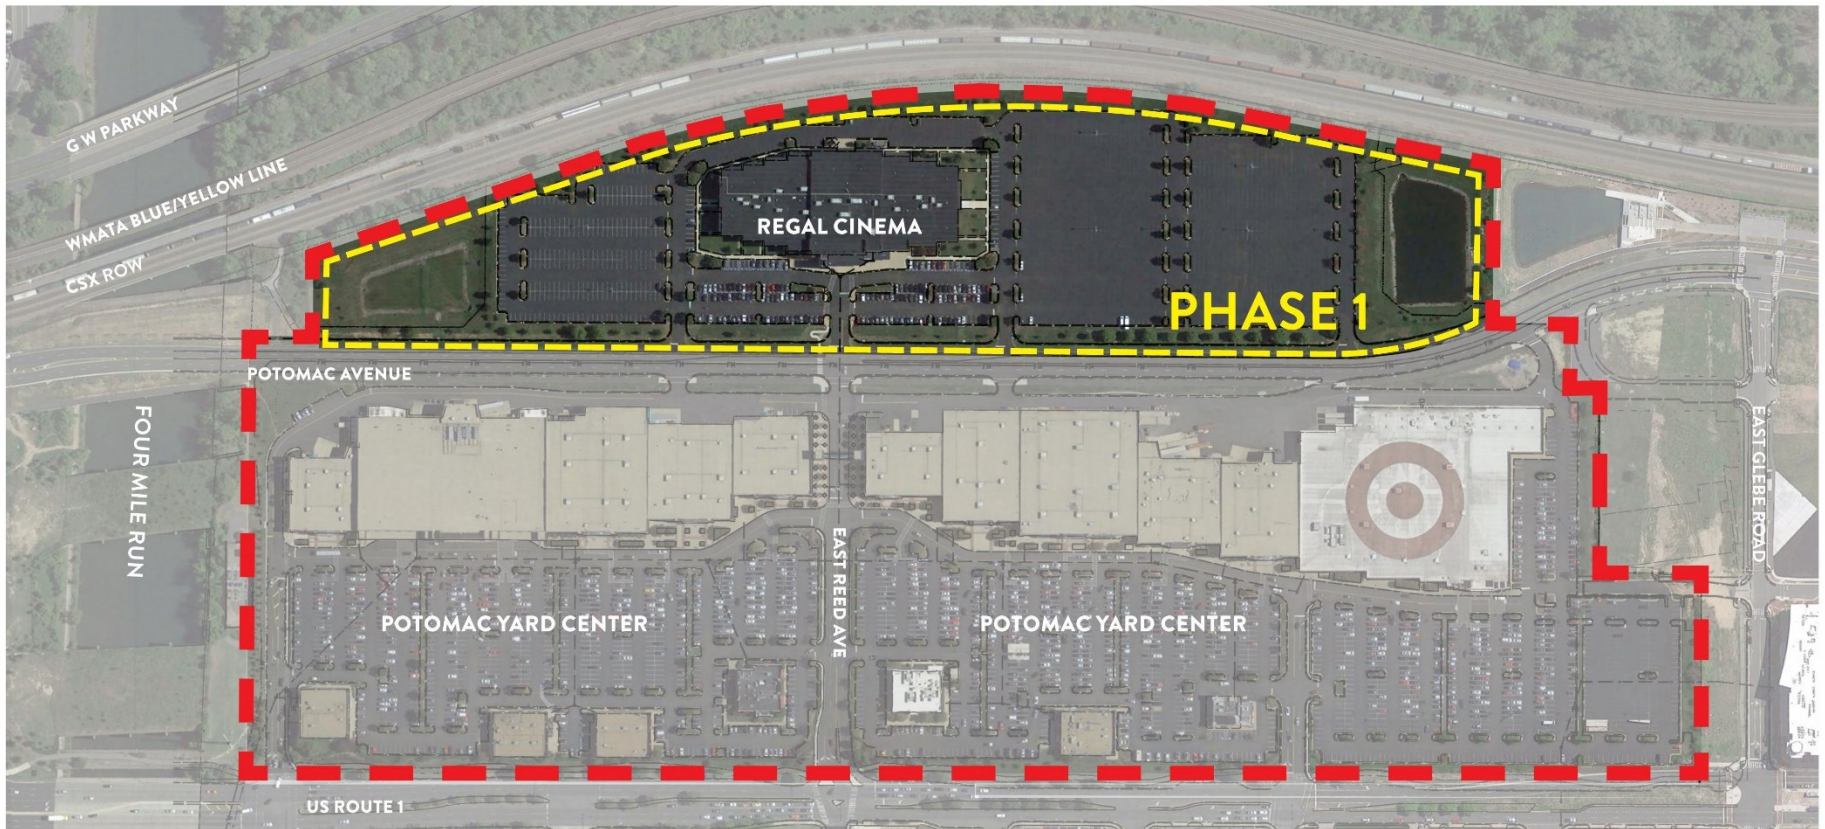 G W PARKWAY
WMATA BLUE/YELLOW LINE
CSX ROW
REGAL CINEMA
PHASE 1
POTOMAC AVENUE
FOUR MILE RUN
EAST GLEBE ROAD
EAST REED AVE
POTOMAC YARD CENTER
POTOMAC YARD CENTER
US ROUTE 1